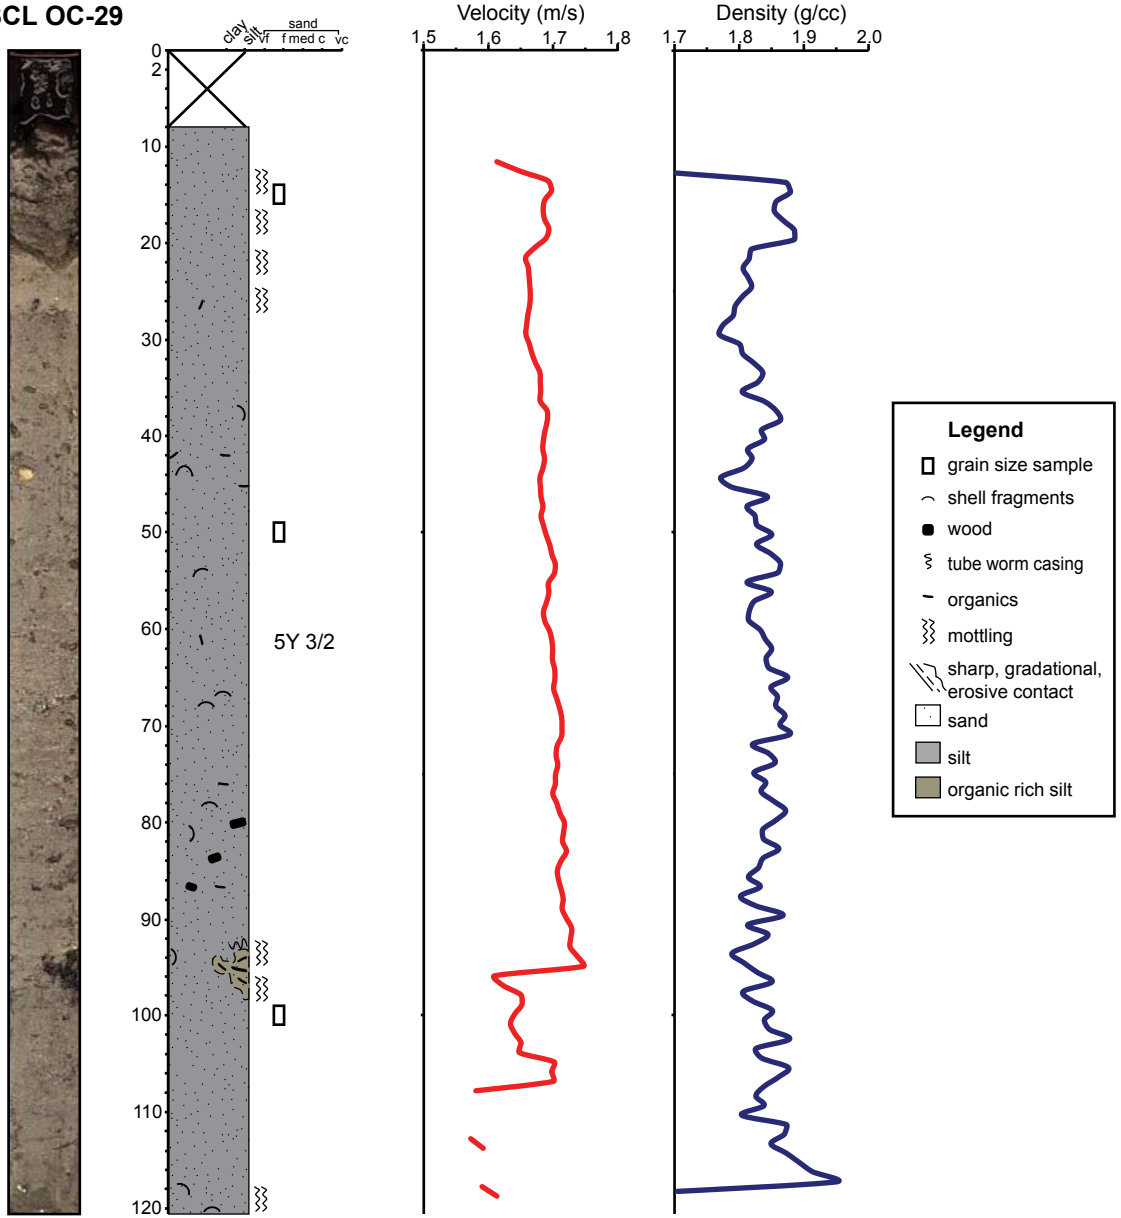 CL OC-29
clay silt vf f med c vc
sand
Velocity (m/s)
1.5 1.6 1.7 1.8
Density (g/cc)
1.7 1.8 1.9 2.0
0
2
10
20
30
40
50
60
70
80
90
100
110
120
5Y 3/2
Legend
grain size sample
shell fragments
wood
tube worm casing
organics
mottling
sharp, gradational,
erosive contact
sand
silt
organic rich silt